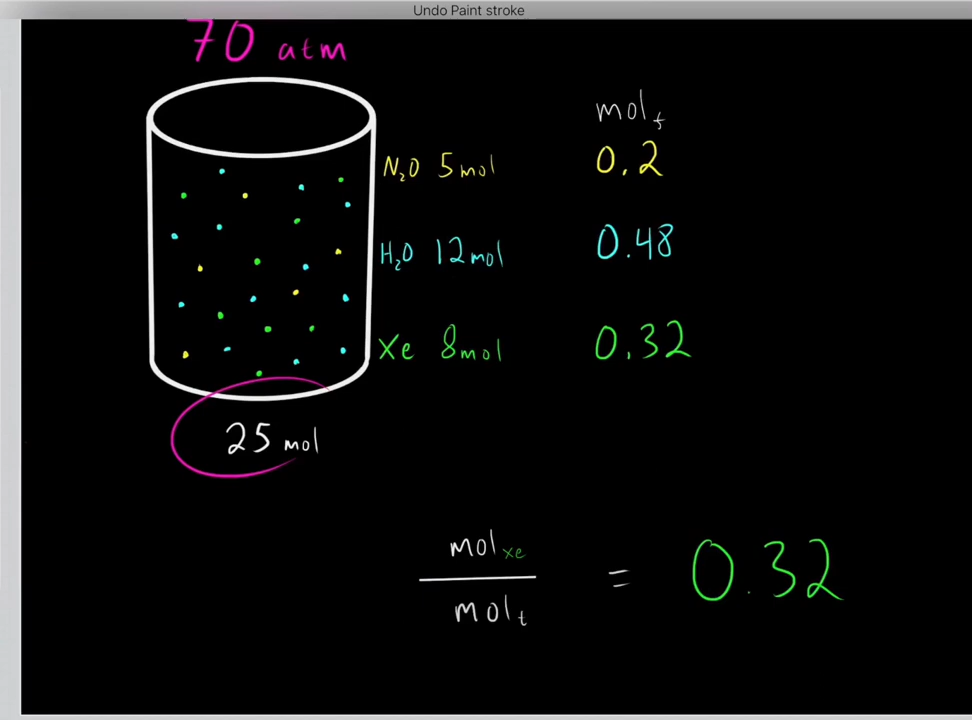 Undo Paint stroke
70 atm
mol_f
N₂O 5 mol 0.2
H₂O 12 mol 0.48
Xe 8 mol 0.32
25 mol
mol_Xe
= 0.32
mol_t